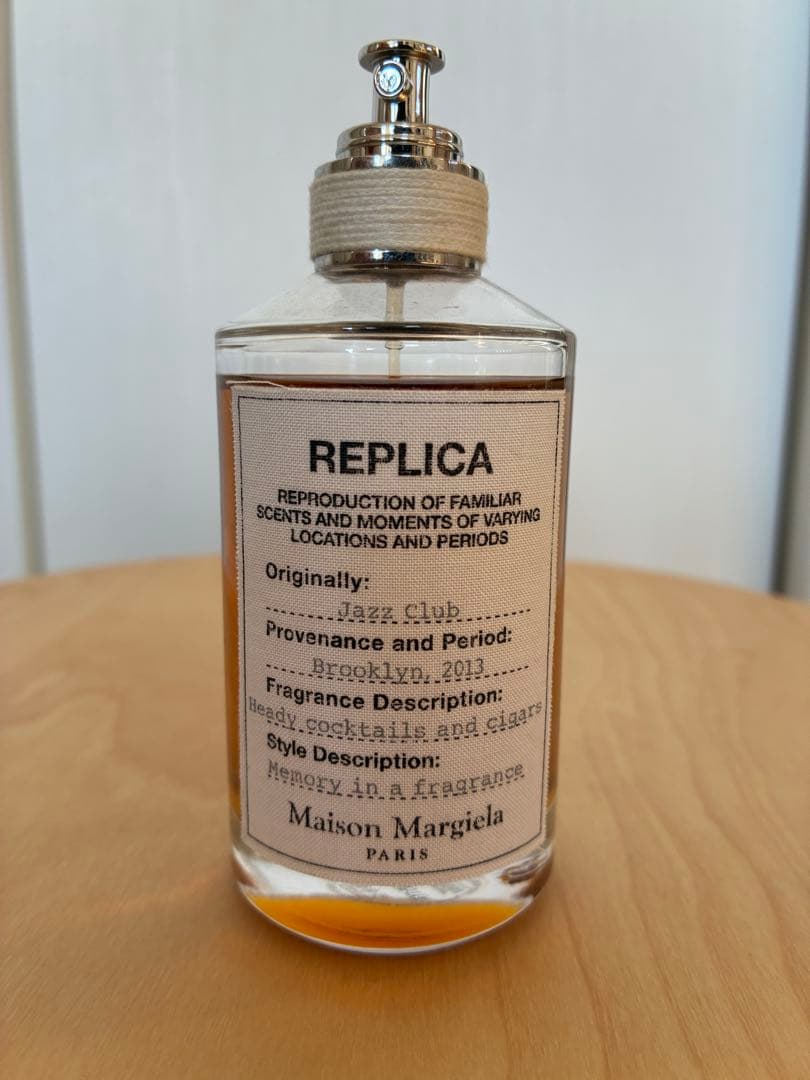 REPLICA
REPRODUCTION OF FAMILIAR
SCENTS AND MOMENTS OF VARYING
LOCATIONS AND PERIODS
Originally:
Jazz Club
Provenance and Period:
Brooklyn, 2013
Fragrance Description:
Heady cocktails and cigars
Style Description:
Memory in a fragrance
Maison Margiela
PARIS